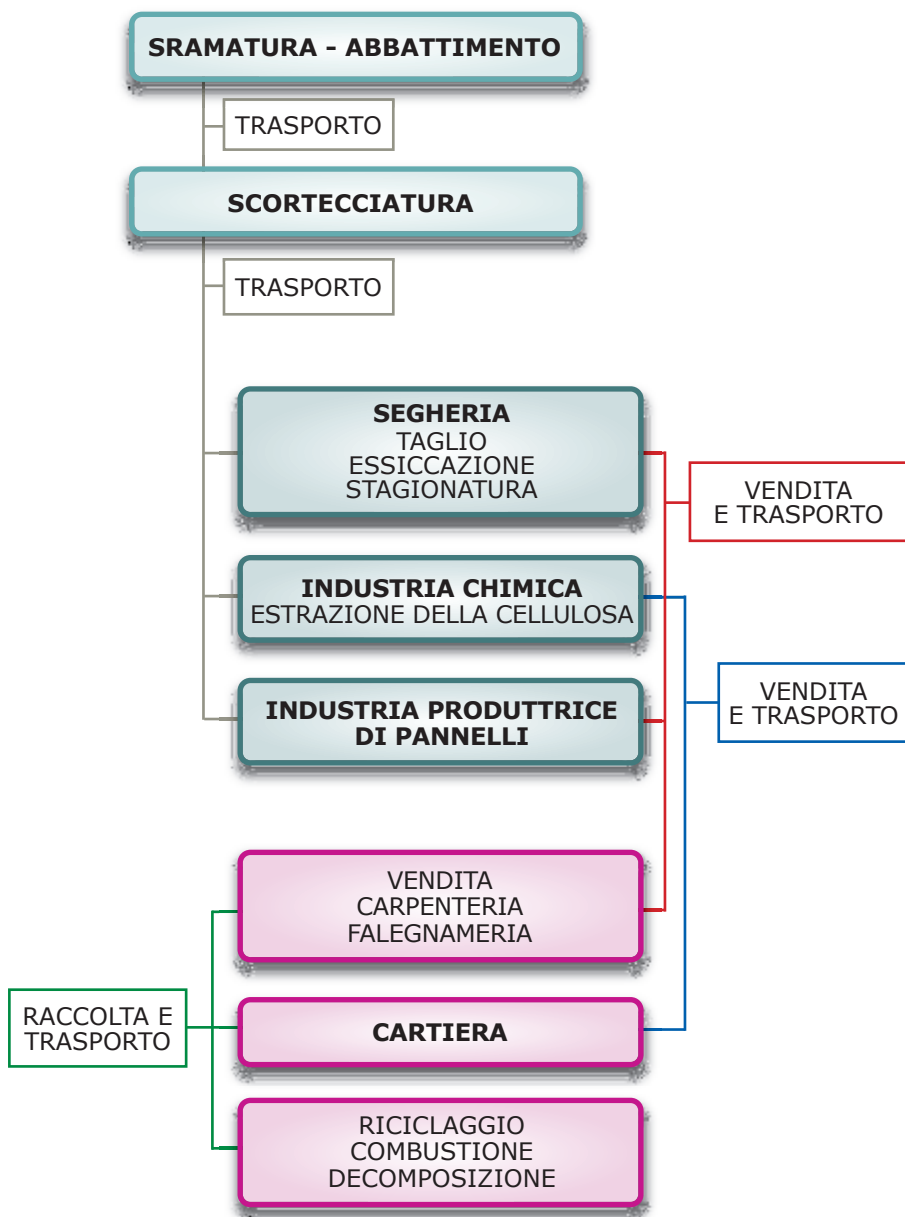 SRAMATURA - ABBATTIMENTO
TRASPORTO
SCORTECCIATURA
TRASPORTO
SEGHERIA
TAGLIO
ESSICCAZIONE
STAGIONATURA
VENDITA
E TRASPORTO
INDUSTRIA CHIMICA
ESTRAZIONE DELLA CELLULOSA
INDUSTRIA PRODUTTRICE
DI PANNELLI
VENDITA
E TRASPORTO
VENDITA
CARPENTERIA
FALEGNAMERIA
RACCOLTA E
TRASPORTO
CARTIERA
RICICLAGGIO
COMBUSTIONE
DECOMPOSIZIONE